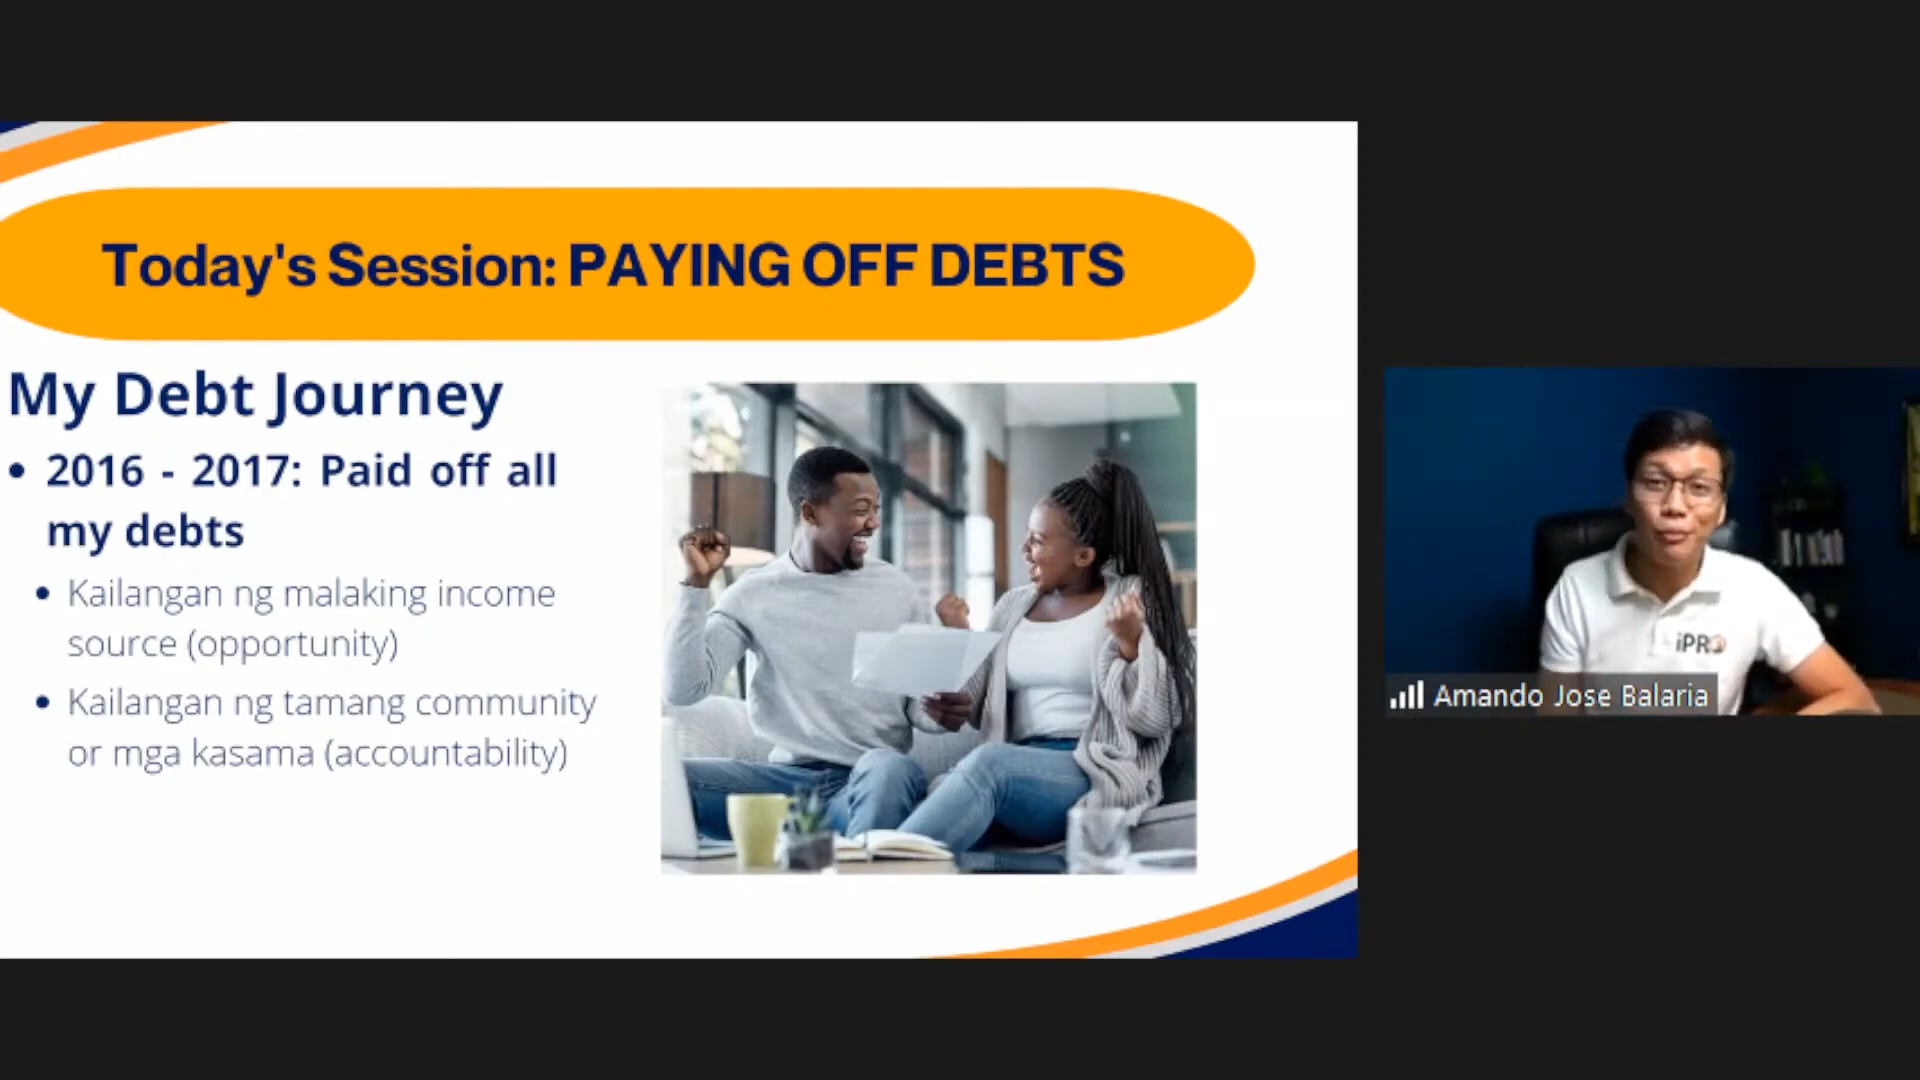 Today's Session: PAYING OFF DEBTS
My Debt Journey
• 2016 - 2017: Paid off all
my debts
• Kailangan ng malaking income
source (opportunity)
• Kailangan ng tamang community
or mga kasama (accountability)
iPRO
Amando Jose Balaria